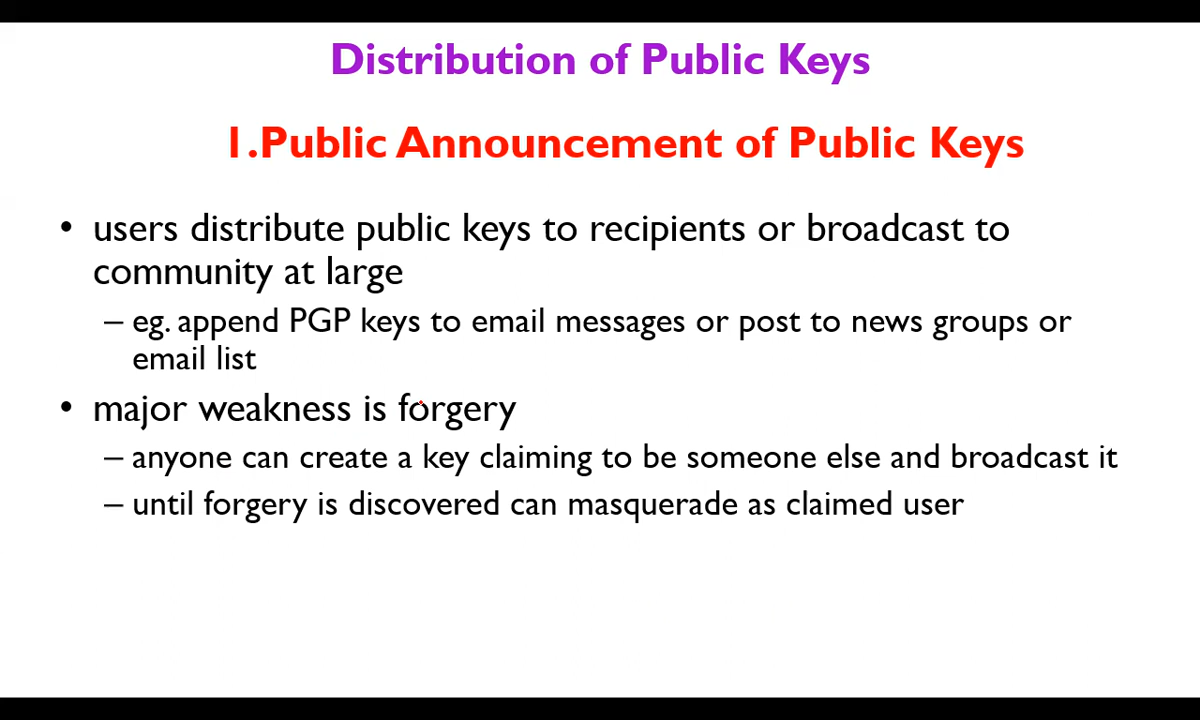 Distribution of Public Keys
1.Public Announcement of Public Keys
• users distribute public keys to recipients or broadcast to
community at large
– eg. append PGP keys to email messages or post to news groups or
email list
• major weakness is forgery
– anyone can create a key claiming to be someone else and broadcast it
– until forgery is discovered can masquerade as claimed user